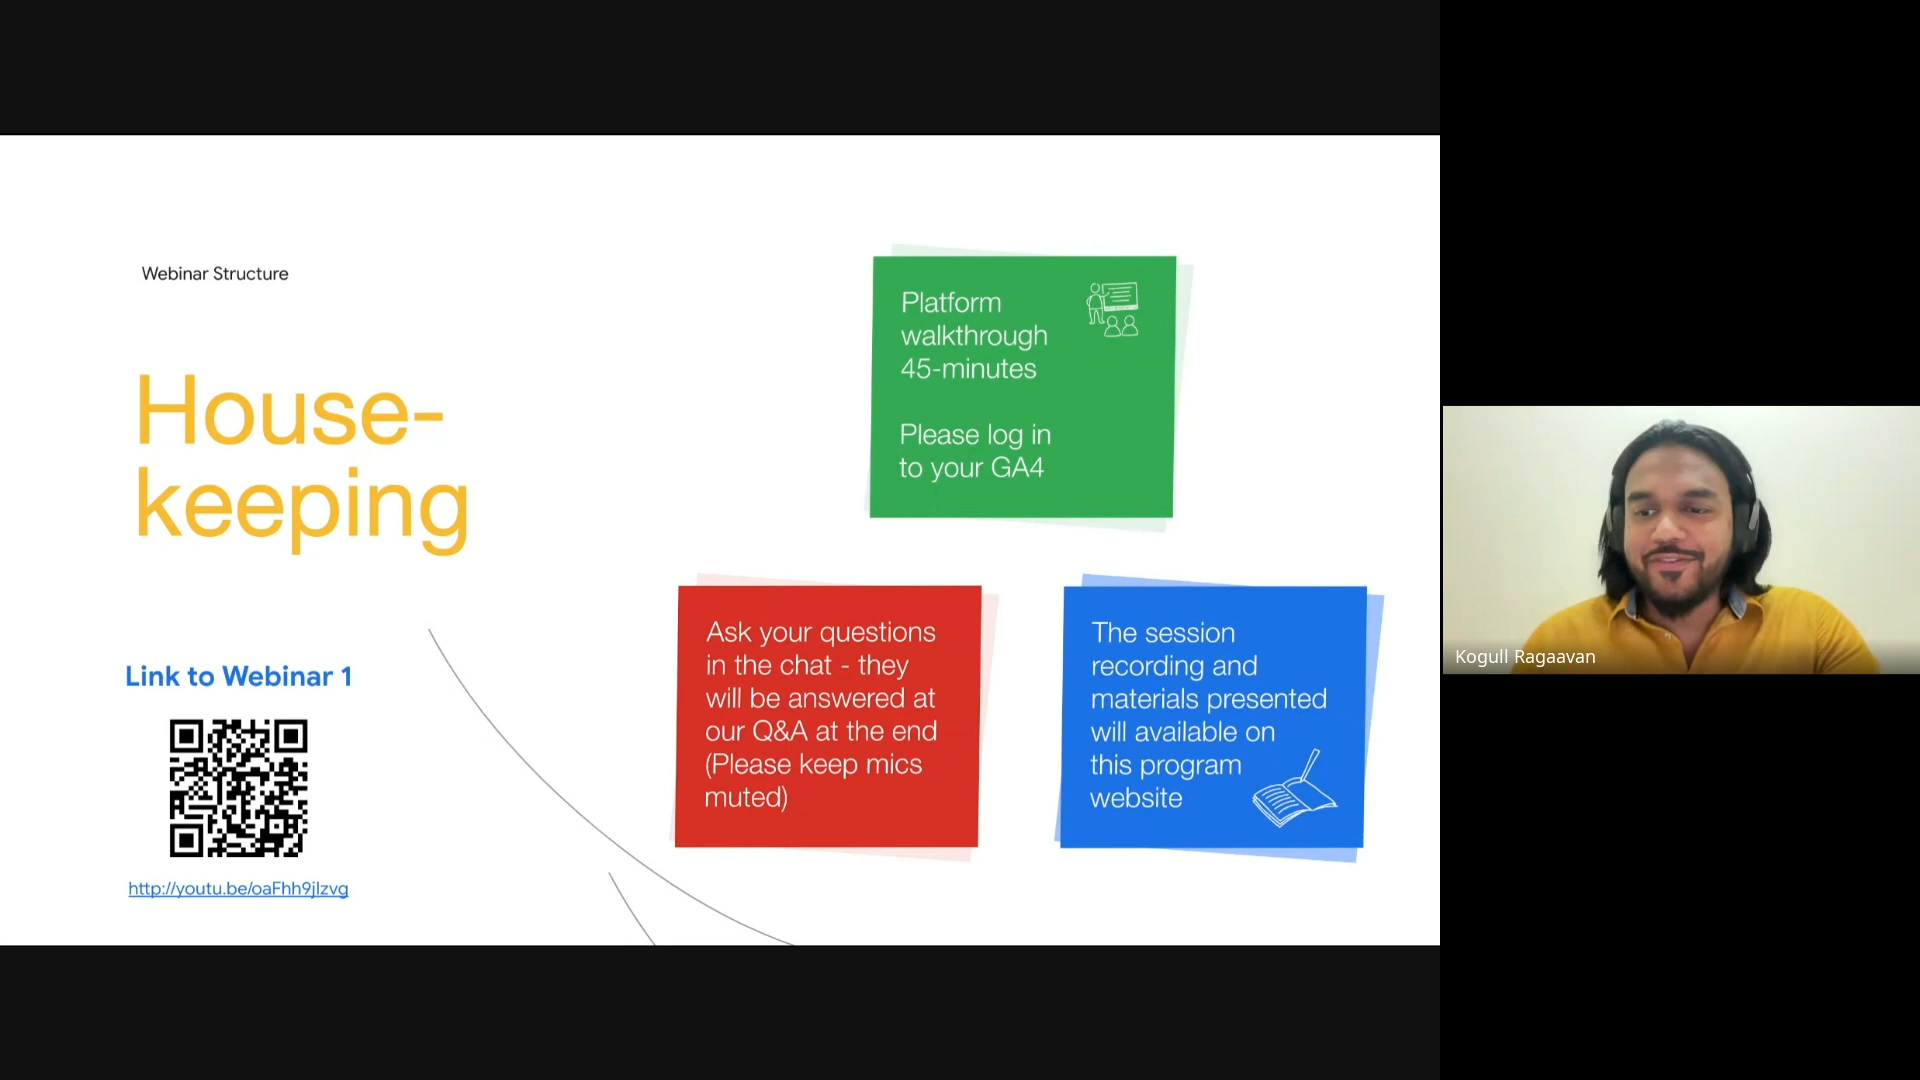 Webinar Structure
House-
keeping
Link to Webinar 1
http://youtu.be/oaFhh9jlzvg
Platform
walkthrough
45-minutes
Please log in
to your GA4
Ask your questions
in the chat - they
will be answered at
our Q&A at the end
(Please keep mics
muted)
The session
recording and
materials presented
will available on
this program
website
Kogull Ragaavan